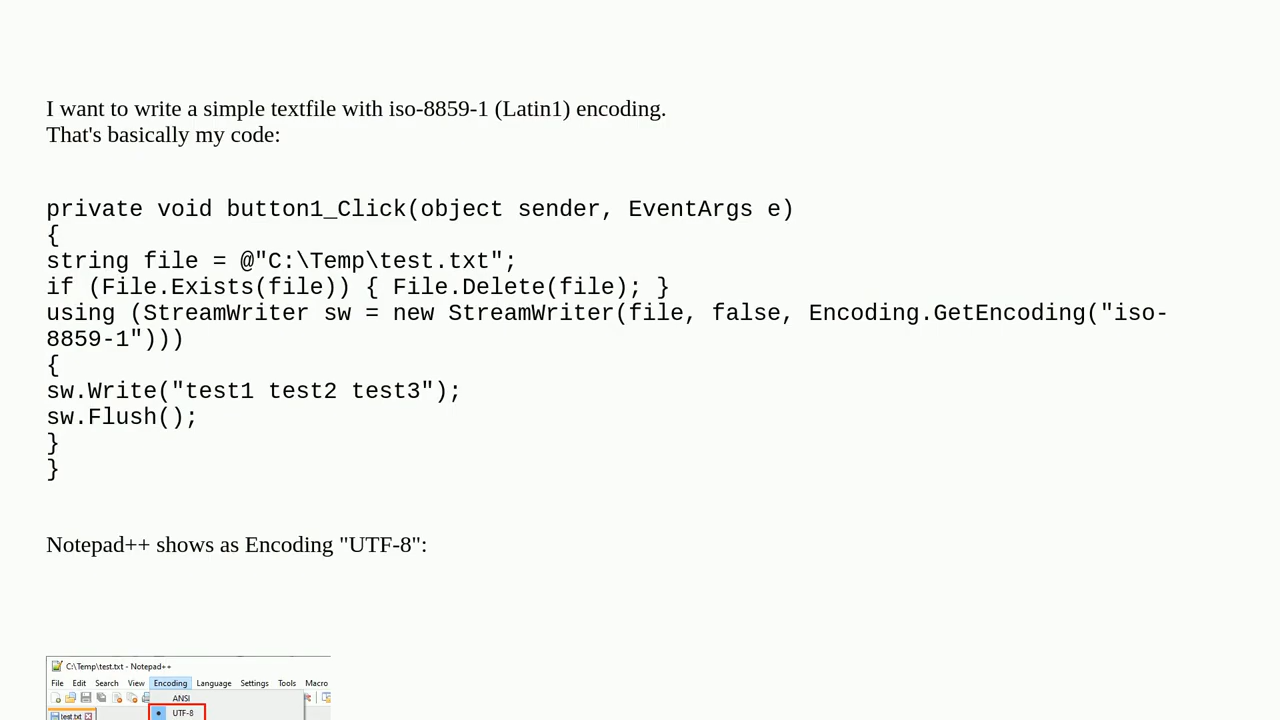 I want to write a simple textfile with iso-8859-1 (Latin1) encoding.
That's basically my code:
private void button1_Click(object sender, EventArgs e)
{
string file = @"C:\Temp\test.txt";
if (File.Exists(file)) { File.Delete(file); }
using (StreamWriter sw = new StreamWriter(file, false, Encoding.GetEncoding("iso-
8859-1")))
{
sw.Write("test1 test2 test3");
sw.Flush();
}
}
Notepad++ shows as Encoding "UTF-8":
C:\Temp\test.txt - Notepad++
File Edit Search View Encoding Language Settings Tools Macro
ANSI
test.txt UTF-8